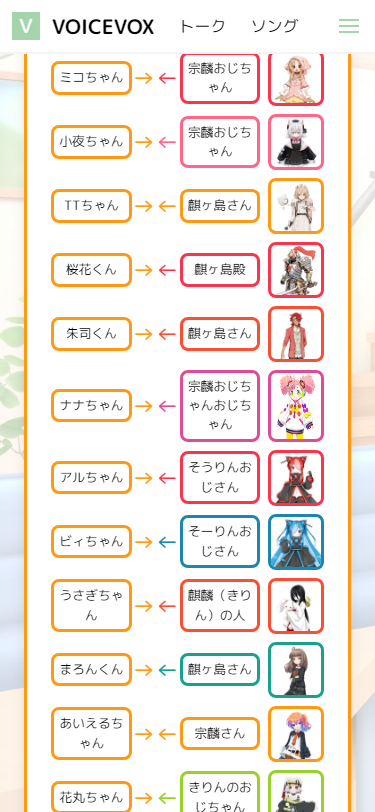 V VOICEVOX トーク ソング
ミコちゃん → ← 宗麟おじち
ゃん
小夜ちゃん → ← 宗麟おじち
ゃん
TTちゃん → ← 麒ヶ島さん
桜花くん → ← 麒ヶ島殿
朱司くん → ← 麒ヶ島さん
ナナちゃん → ← 宗麟おじち
ゃんおじち
ゃん
アルちゃん → ← そうりんお
じさん
ビィちゃん → ← そーりんお
じさん
うさぎちゃ
ん → ← 麒麟（きり
ん）の人
まろんくん → ← 麒ヶ島さん
あいえるち
ゃん → ← 宗麟さん
花丸ちゃん → ← きりんのお
じちゃん